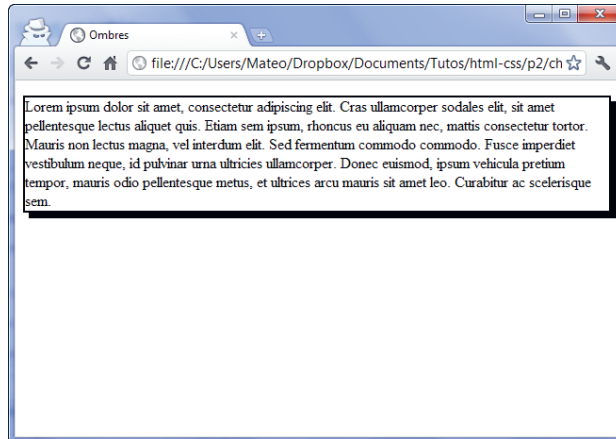 Ombres
file:///C:/Users/Mateo/Dropbox/Documents/Tutos/html-css/p2/ch
Lorem ipsum dolor sit amet, consectetur adipiscing elit. Cras ullamcorper sodales elit, sit amet
pellentesque lectus aliquet quis. Etiam sem ipsum, rhoncus eu aliquam nec, mattis consectetur tortor.
Mauris non lectus magna, vel interdum elit. Sed fermentum commodo commodo. Fusce imperdiet
vestibulum neque, id pulvinar urna ultricies ullamcorper. Donec euismod, ipsum vehicula pretium
tempor, mauris odio pellentesque metus, et ultrices arcu mauris sit amet leo. Curabitur ac scelerisque
sem.